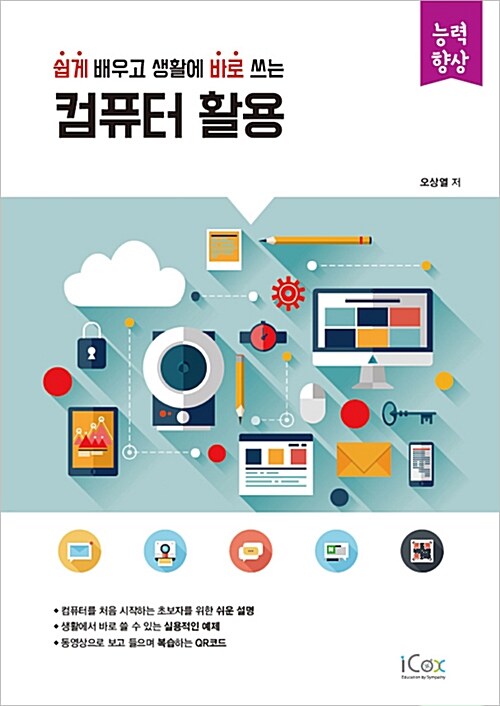 능력
향상
쉽게 배우고 생활에 바로 쓰는
컴퓨터 활용
오상열 저
컴퓨터를 처음 시작하는 초보자를 위한 쉬운 설명
생활에서 바로 쓸 수 있는 실용적인 예제
동영상으로 보고 들으며 복습하는 QR코드
iCox
Education by Sympathy